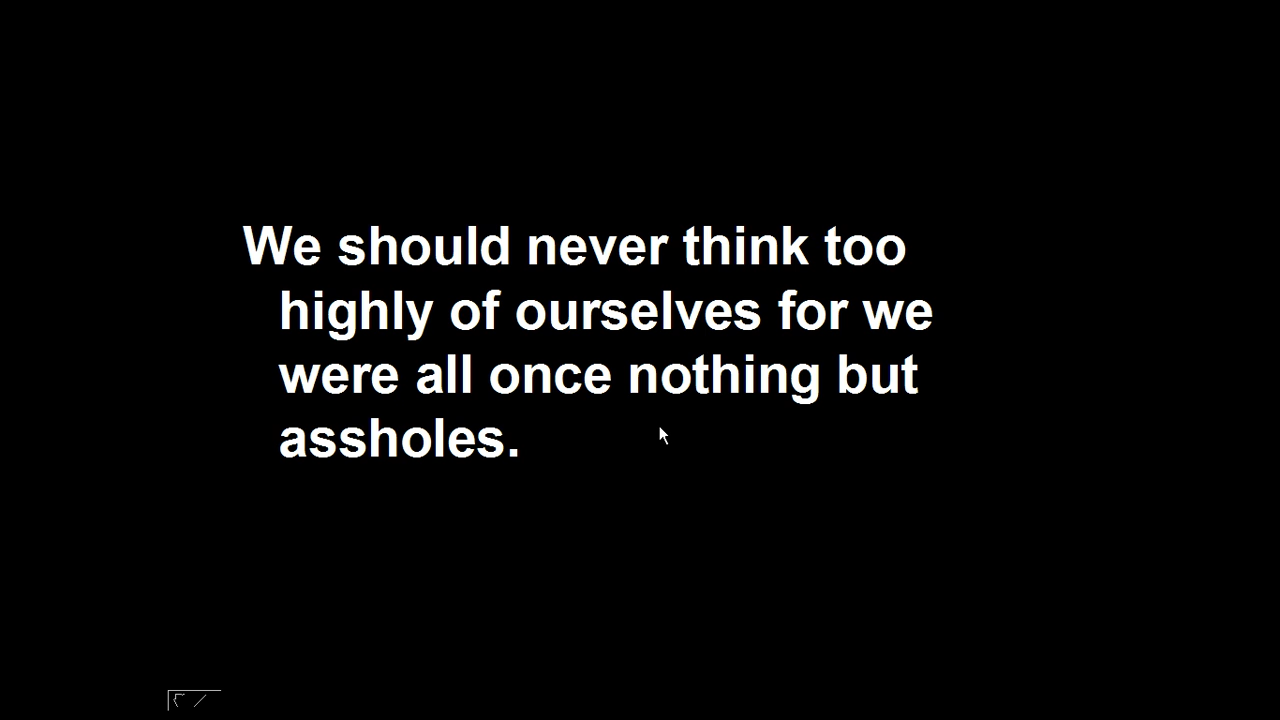 We should never think too
highly of ourselves for we
were all once nothing but
assholes.